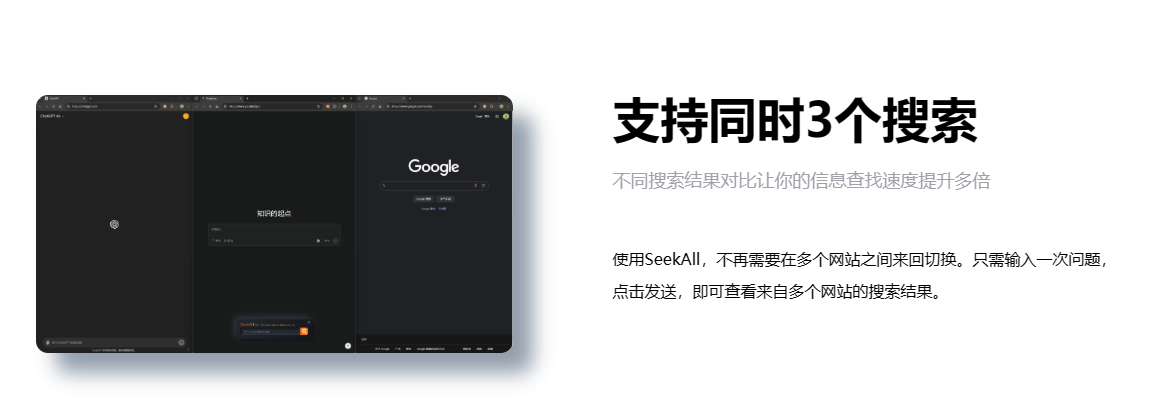 ChatGPT 4o
Google
知识的起点
支持同时3个搜索
不同搜索结果对比让你的信息查找速度提升多倍
使用SeekAll，不再需要在多个网站之间来回切换。只需输入一次问题，
点击发送，即可查看来自多个网站的搜索结果。